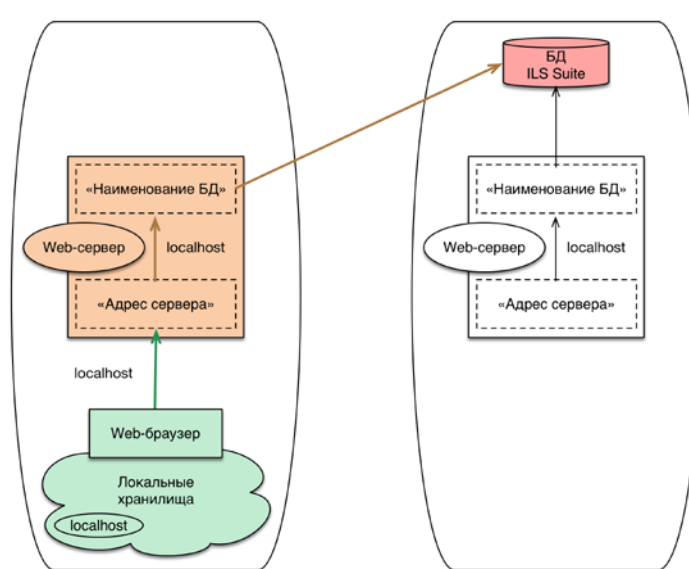 БД
ILS Suite
«Наименование БД»
Web-сервер
localhost
«Адрес сервера»
localhost
Web-браузер
Локальные
хранилища
localhost
«Наименование БД»
Web-сервер
localhost
«Адрес сервера»